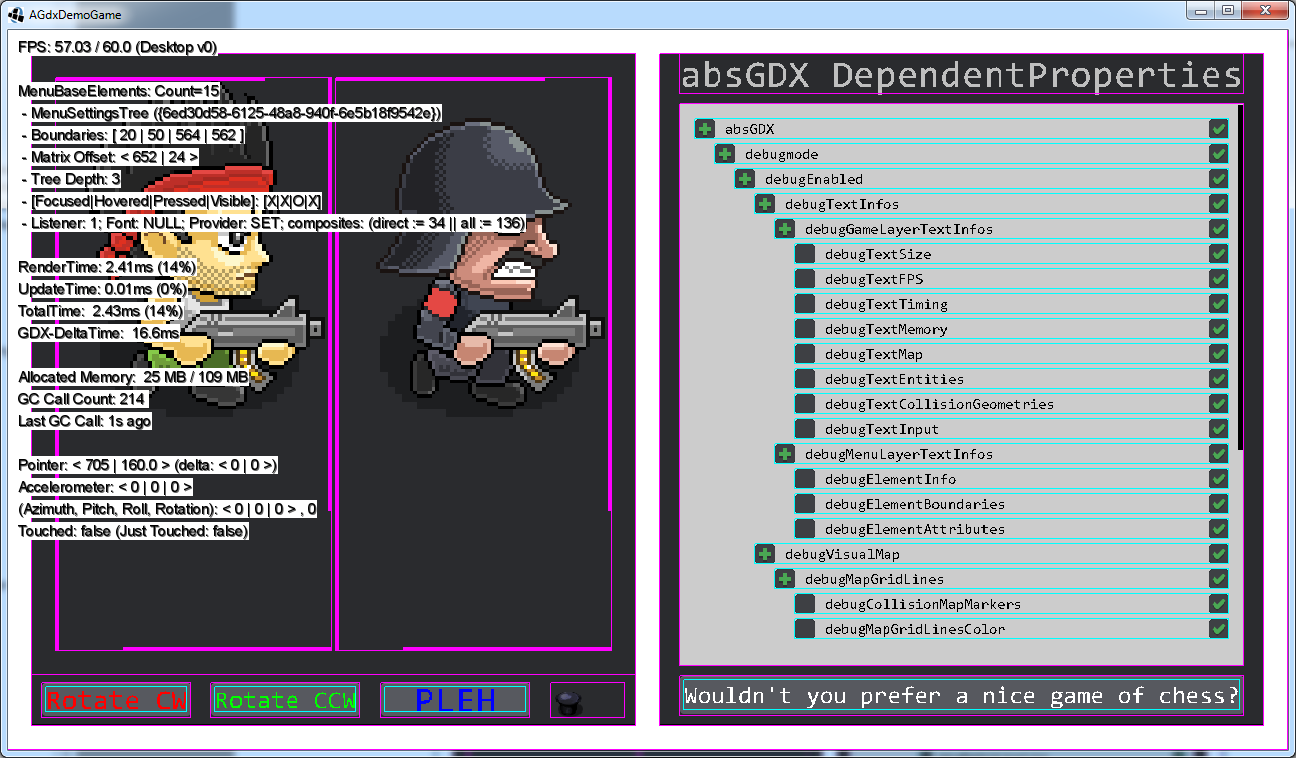 AGdxDemoGame
FPS: 57.03 / 60.0 (Desktop v0)
MenuBaseElements: Count=15
- MenuSettingsTree ({6ed30d58-6125-48a8-940f-6e5b18f9542e})
- Boundaries: [ 20 | 50 | 564 | 562 ]
- Matrix Offset: < 652 | 24 >
- Tree Depth: 3
- [Focused|Hovered|Pressed|Visible]: [X|X|O|X]
- Listener: 1; Font: NULL; Provider: SET; composites: (direct := 34 || all := 136)
RenderTime: 2.41ms (14%)
UpdateTime: 0.01ms (0%)
TotalTime: 2.43ms (14%)
GDX-DeltaTime: 16.6ms
Allocated Memory: 25 MB / 109 MB
GC Call Count: 214
Last GC Call: 1s ago
Pointer: < 705 | 160.0 > (delta: < 0 | 0 >)
Accelerometer: < 0 | 0 | 0 >
(Azimuth, Pitch, Roll, Rotation): < 0 | 0 | 0 > , 0
Touched: false (Just Touched: false)
Rotate CW
Rotate CCW
PLEH
absGDX DependentProperties
absGDX
debugmode
debugEnabled
debugTextInfos
debugGameLayerTextInfos
debugTextSize
debugTextFPS
debugTextTiming
debugTextMemory
debugTextMap
debugTextEntities
debugTextCollisionGeometries
debugTextInput
debugMenuLayerTextInfos
debugElementInfo
debugElementBoundaries
debugElementAttributes
debugVisualMap
debugMapGridLines
debugCollisionMapMarkers
debugMapGridLinesColor
Wouldn't you prefer a nice game of chess?